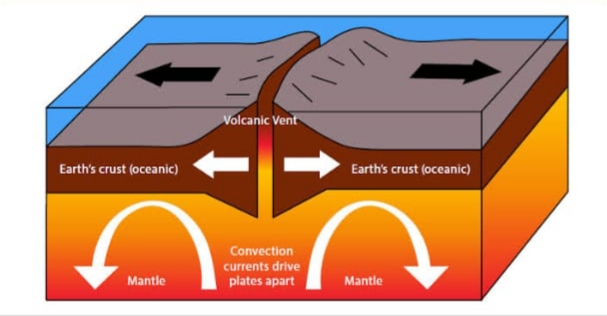 Volcanic Vent
Earth's crust (oceanic)
Earth's crust (oceanic)
Convection
currents drive
plates apart
Mantle
Mantle